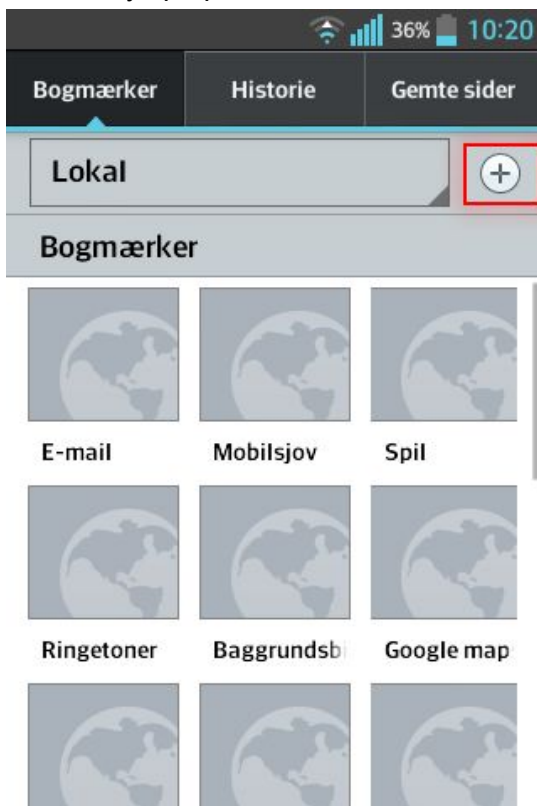 36% 10:20
Bogmærker Historie Gemte sider
Lokal
Bogmærker
E-mail Mobilsjov Spil
Ringetoner Baggrundsb Google map